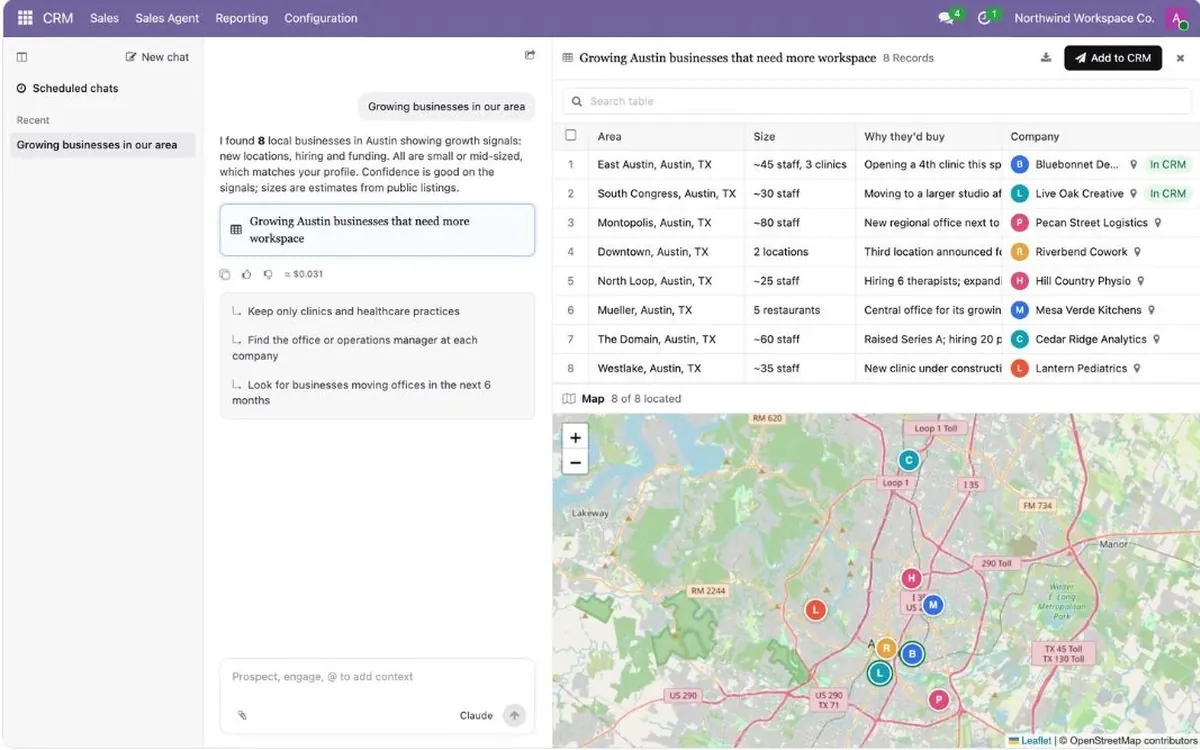 CRM Sales Sales Agent Reporting Configuration 4 1 Northwind Workspace Co. A
New chat
Scheduled chats
Recent
Growing businesses in our area
Growing businesses in our area
I found 8 local businesses in Austin showing growth signals:
new locations, hiring and funding. All are small or mid-sized,
which matches your profile. Confidence is good on the
signals; sizes are estimates from public listings.
Growing Austin businesses that need more
workspace
≈ $0.031
Keep only clinics and healthcare practices
Find the office or operations manager at each
company
Look for businesses moving offices in the next 6
months
Prospect, engage, @ to add context
Claude
Growing Austin businesses that need more workspace 8 Records Add to CRM
Search table
Area Size Why they'd buy Company
1 East Austin, Austin, TX ~45 staff, 3 clinics Opening a 4th clinic this sp B Bluebonnet De... In CRM
2 South Congress, Austin, TX ~30 staff Moving to a larger studio af L Live Oak Creative In CRM
3 Montopolis, Austin, TX ~80 staff New regional office next to P Pecan Street Logistics
4 Downtown, Austin, TX 2 locations Third location announced fo R Riverbend Cowork
5 North Loop, Austin, TX ~25 staff Hiring 6 therapists; expandi H Hill Country Physio
6 Mueller, Austin, TX 5 restaurants Central office for its growin M Mesa Verde Kitchens
7 The Domain, Austin, TX ~60 staff Raised Series A; hiring 20 p C Cedar Ridge Analytics
8 Westlake, Austin, TX ~35 staff New clinic under constructi L Lantern Pediatrics
Map 8 of 8 located
+
−
RM 620
Loop 1 Toll
C
Loop 1
I 35
FM 734
Lakeway
Manor
290 Toll
H
RM 2244
I 35
US 2
M
L
Walter
E. Long
Metropolitan
Park
A
R
B
TX 45 Toll
TX 130 Toll
L
US 290
US 290
TX 71
P
Leaflet | © OpenStreetMap contributors